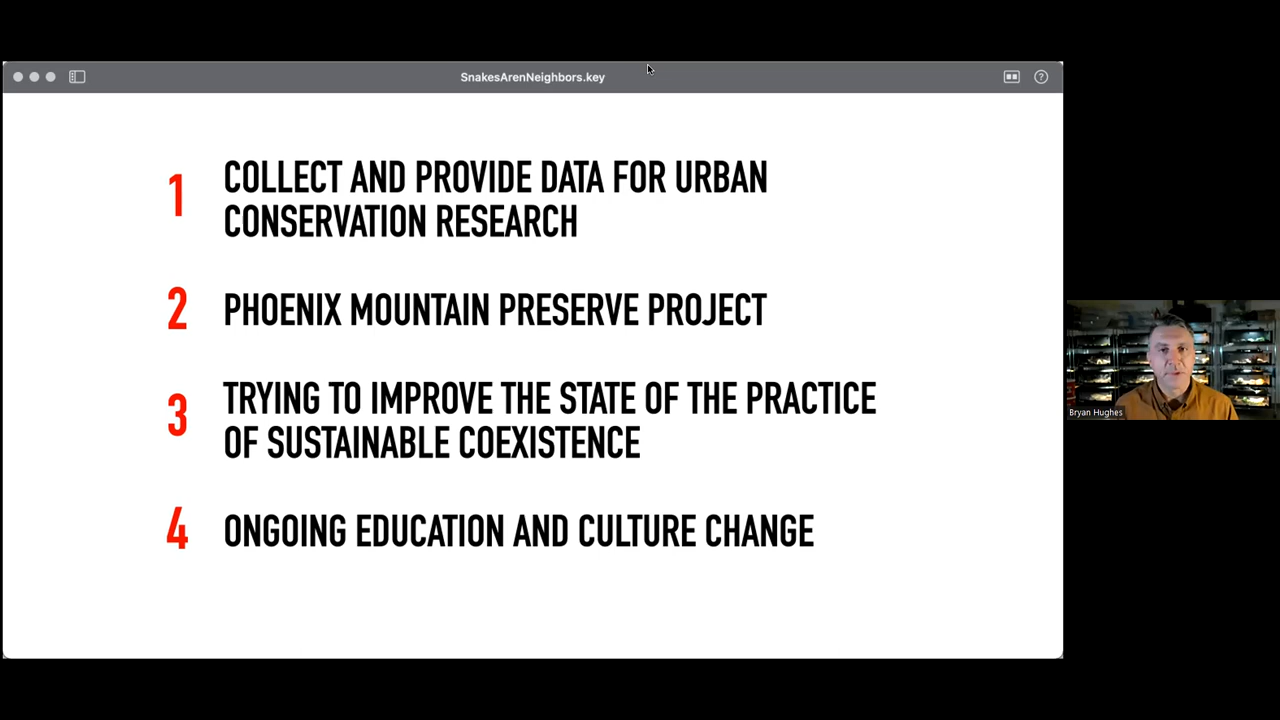 SnakesArenNeighbors.key
1 COLLECT AND PROVIDE DATA FOR URBAN
CONSERVATION RESEARCH
2 PHOENIX MOUNTAIN PRESERVE PROJECT
3 TRYING TO IMPROVE THE STATE OF THE PRACTICE
OF SUSTAINABLE COEXISTENCE
4 ONGOING EDUCATION AND CULTURE CHANGE
Bryan Hughes